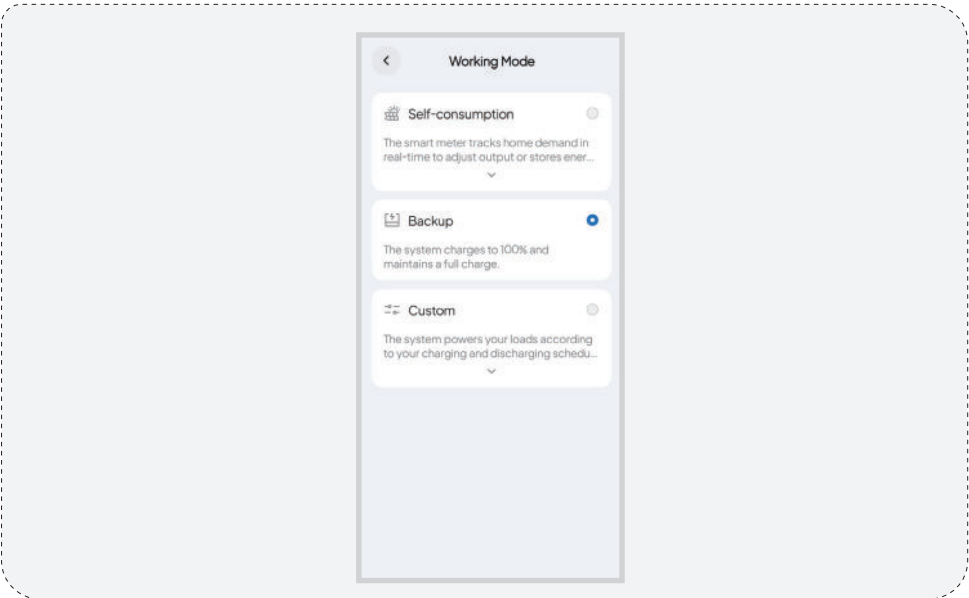 Working Mode
Self-consumption
The smart meter tracks home demand in
real-time to adjust output or stores ener...
Backup
The system charges to 100% and
maintains a full charge.
Custom
The system powers your loads according
to your charging and discharging schedu...